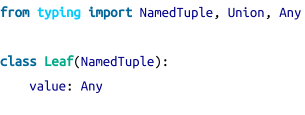 from typing import NamedTuple, Union, Any
class Leaf(NamedTuple):
    value: Any